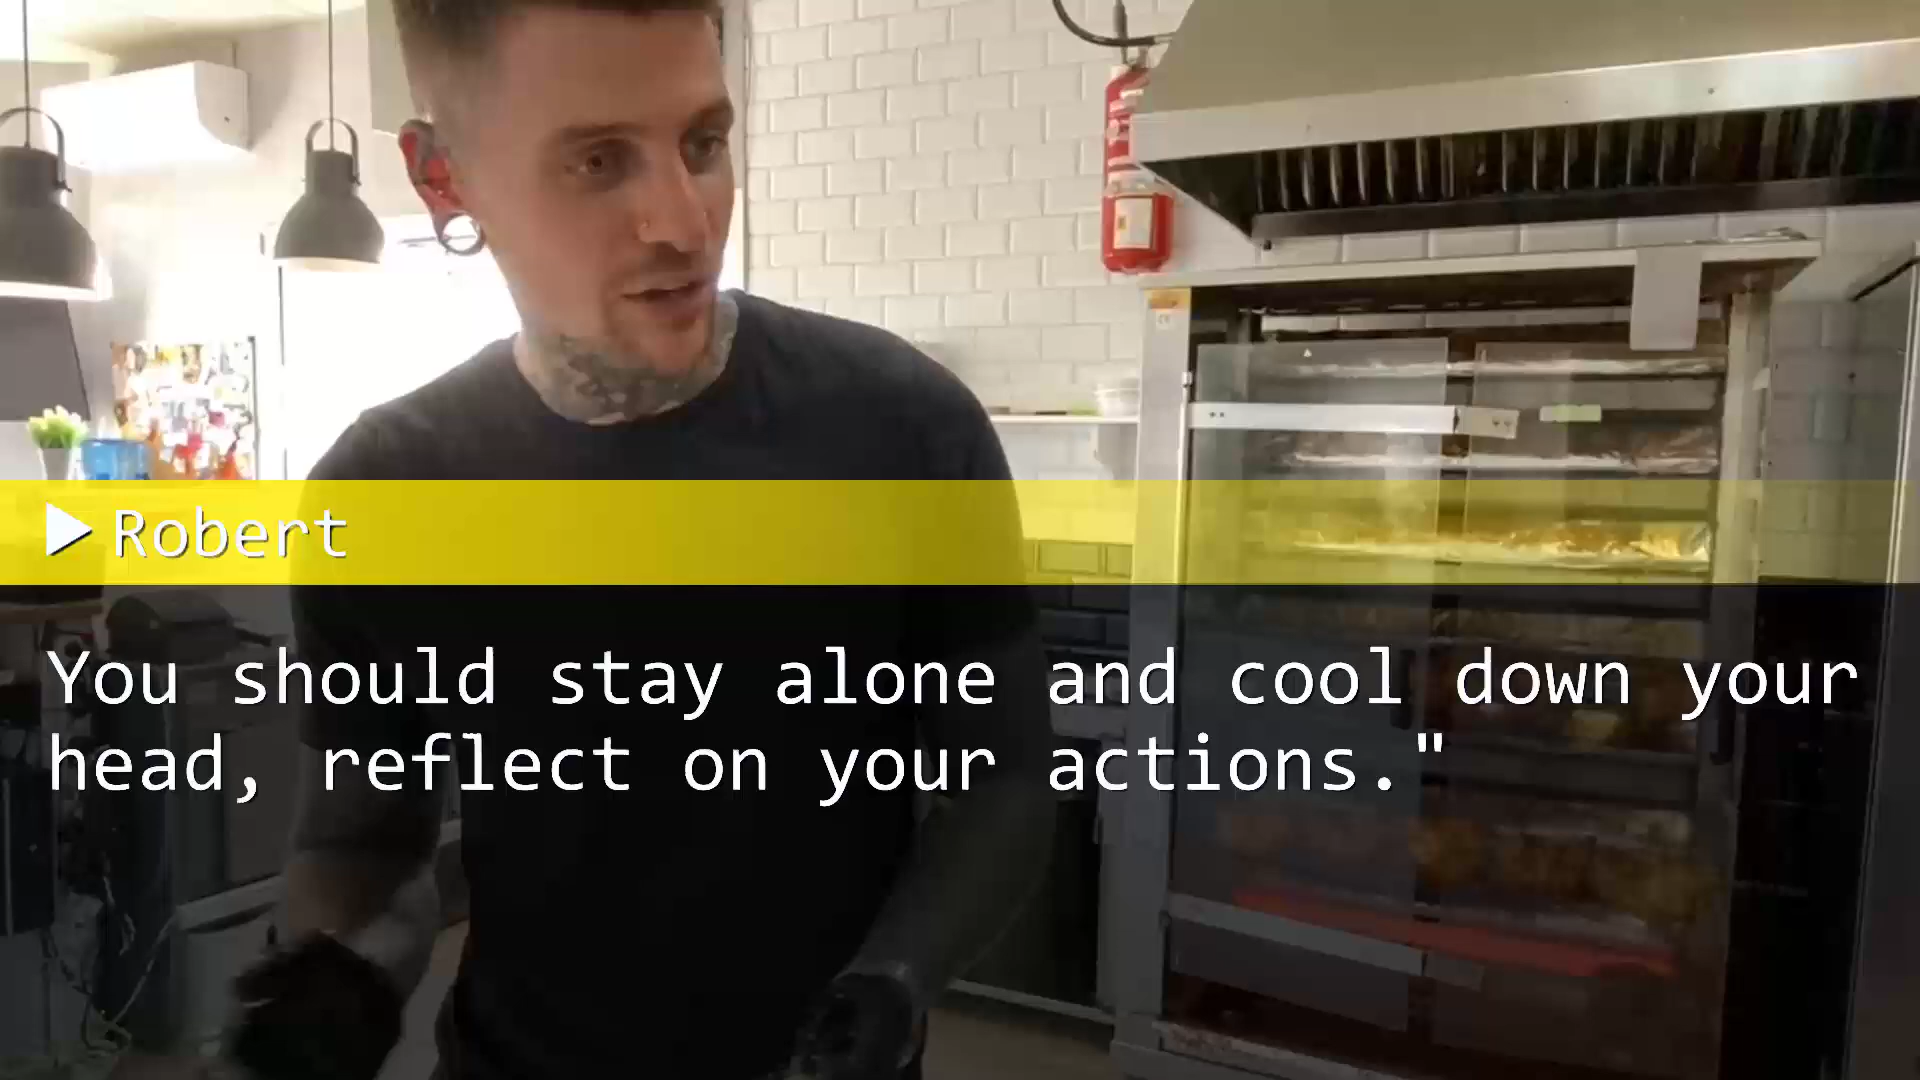 Robert
You should stay alone and cool down your
head, reflect on your actions."